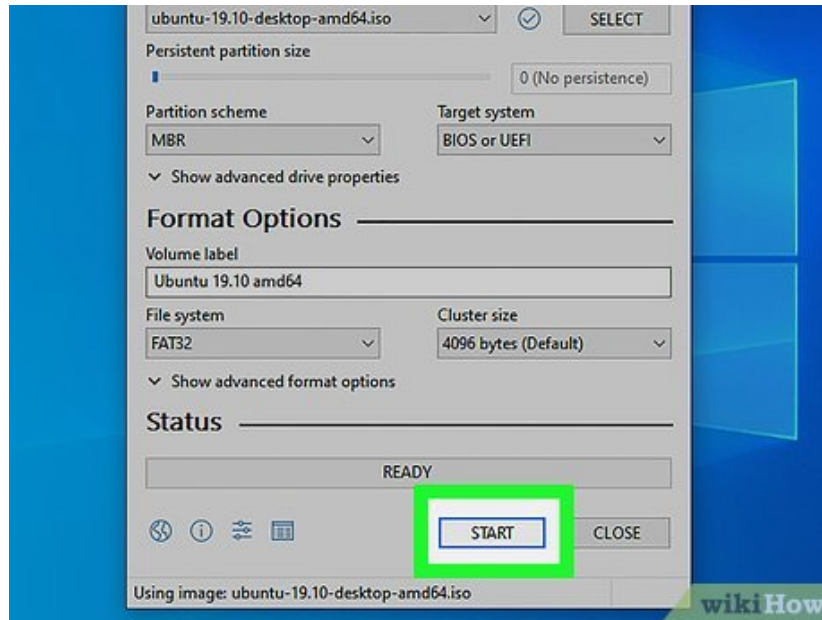 ubuntu-19.10-desktop-amd64.iso SELECT
Persistent partition size
0 (No persistence)
Partition scheme Target system
MBR BIOS or UEFI
Show advanced drive properties
Format Options
Volume label
Ubuntu 19.10 amd64
File system Cluster size
FAT32 4096 bytes (Default)
Show advanced format options
Status
READY
START CLOSE
Using image: ubuntu-19.10-desktop-amd64.iso
wikiHow